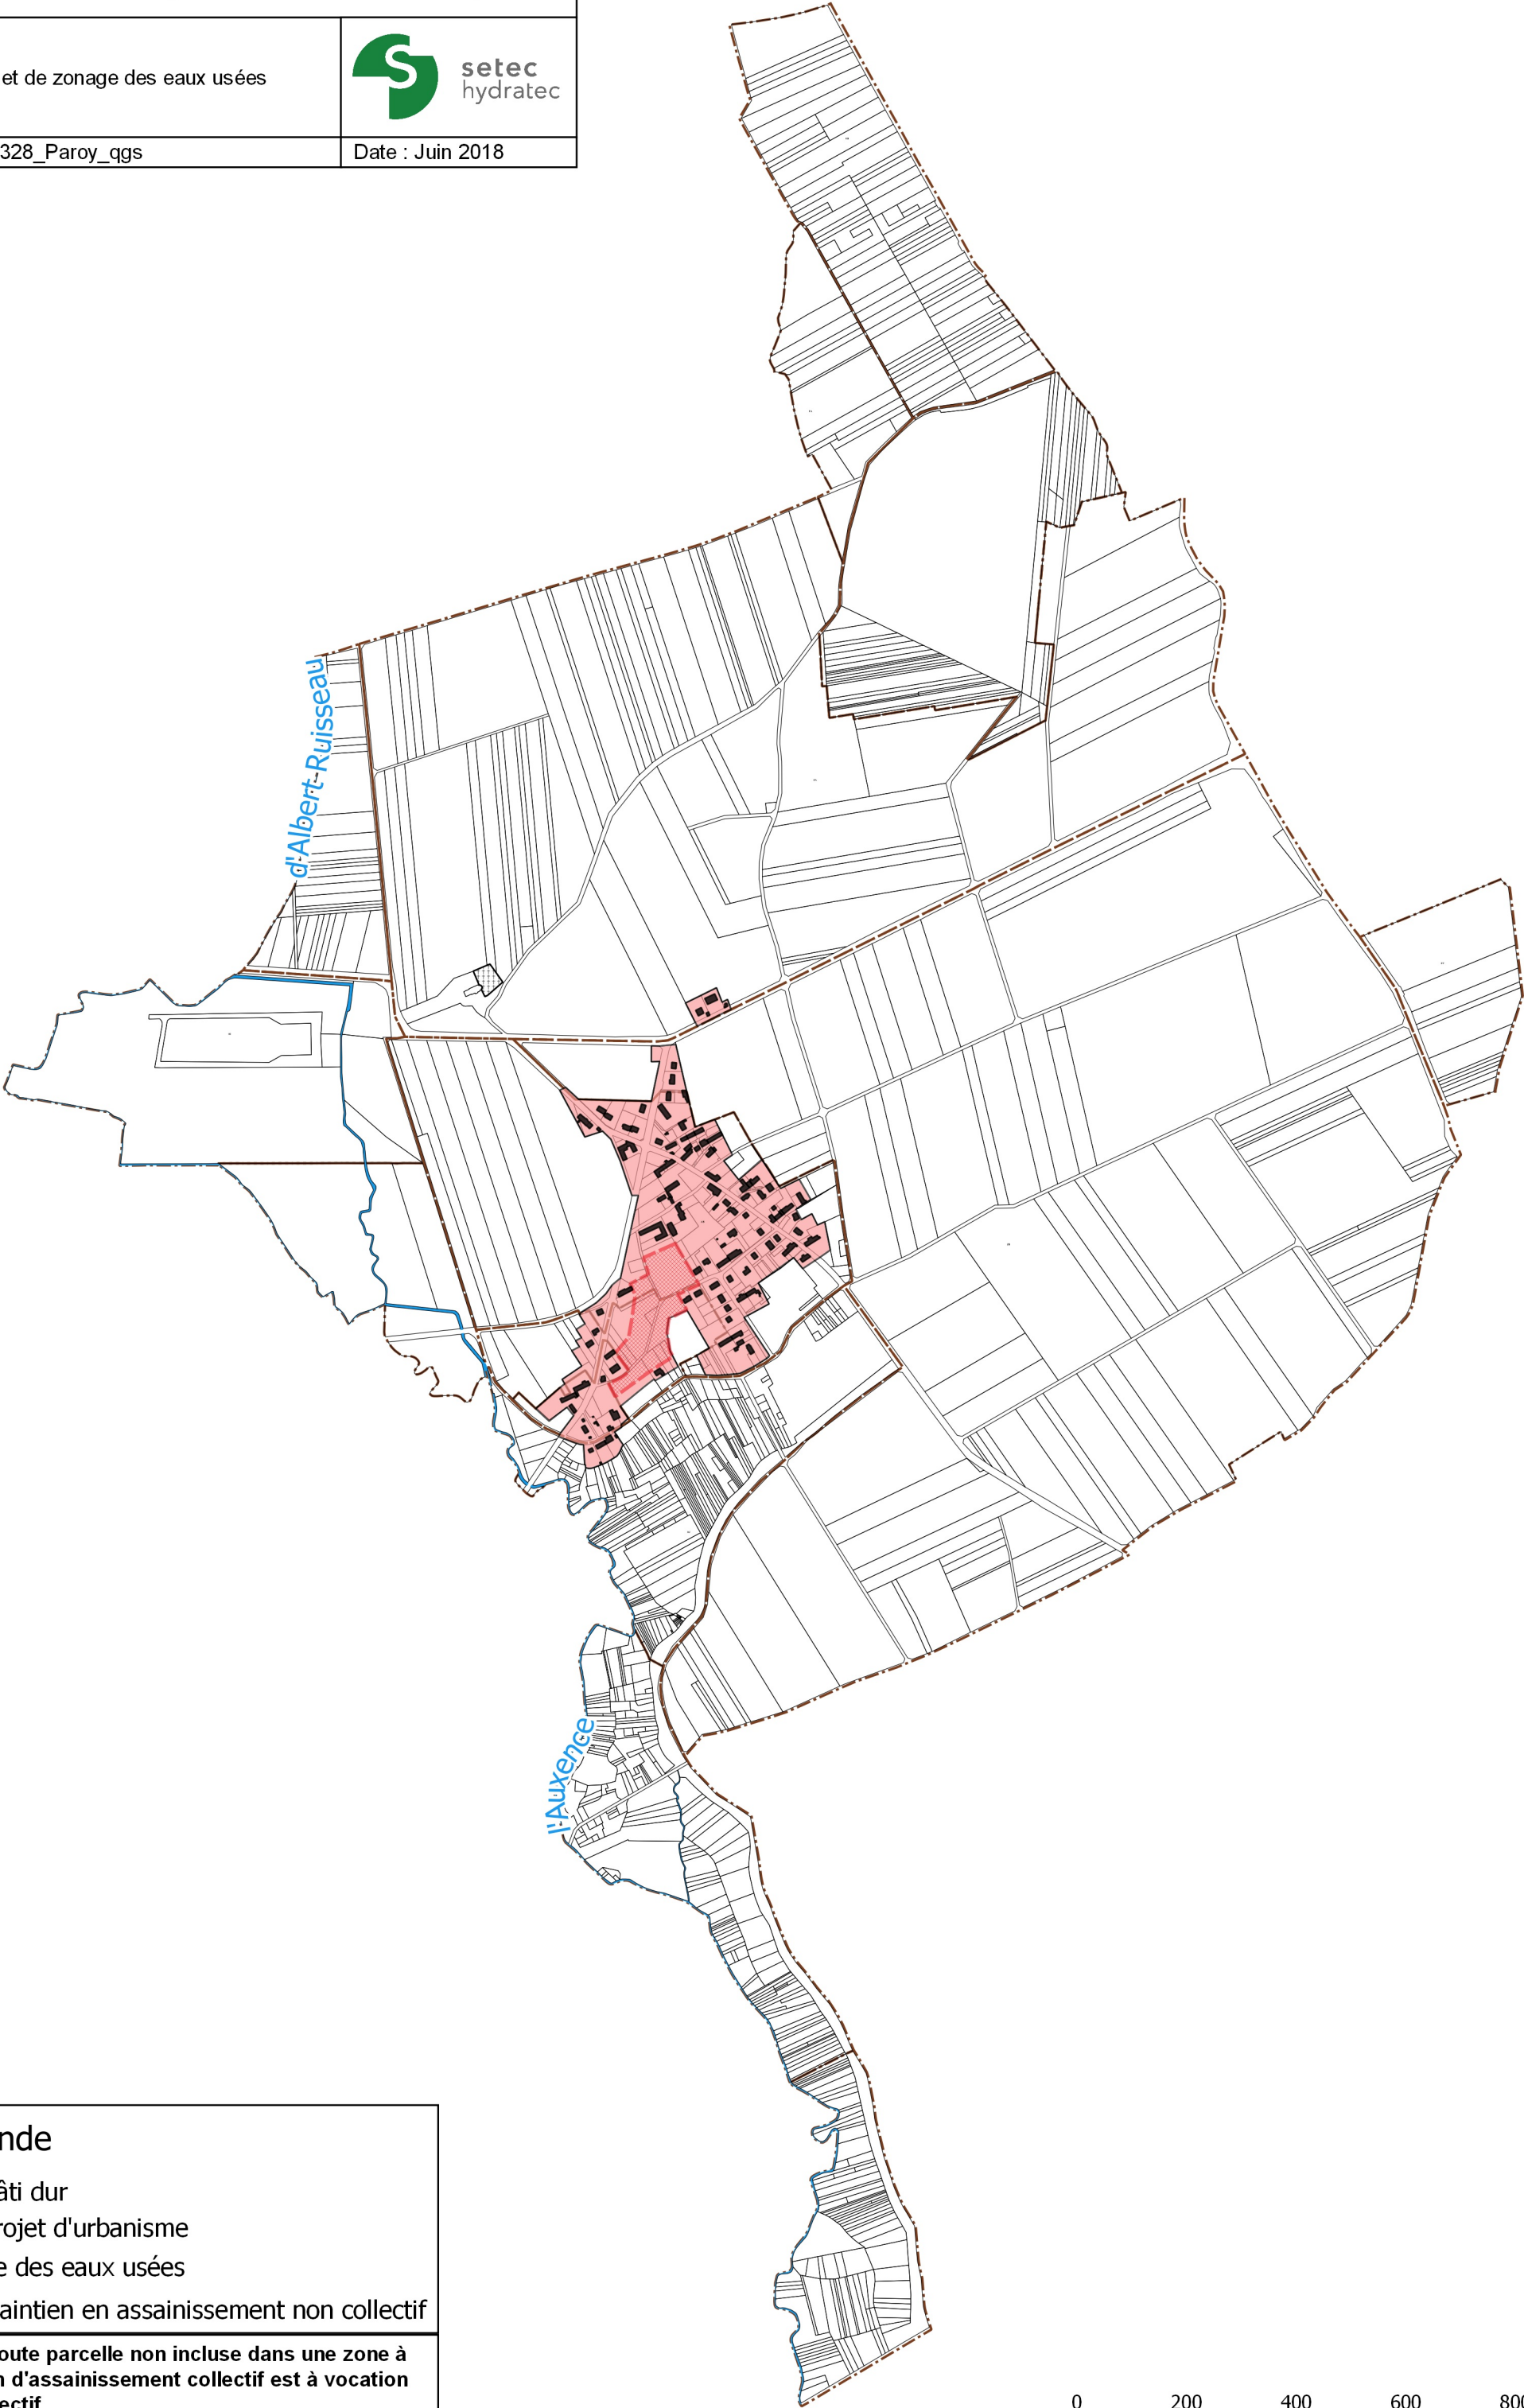 et de zonage des eaux usées
setec
hydratec
328_Paroy_qgs
Date : Juin 2018
d'Albert-Ruisseau
l'Auxence
nde
âti dur
rojet d'urbanisme
e des eaux usées
aintien en assainissement non collectif
oute parcelle non incluse dans une zone à
n d'assainissement collectif est à vocation
ectif
0 200 400 600 800